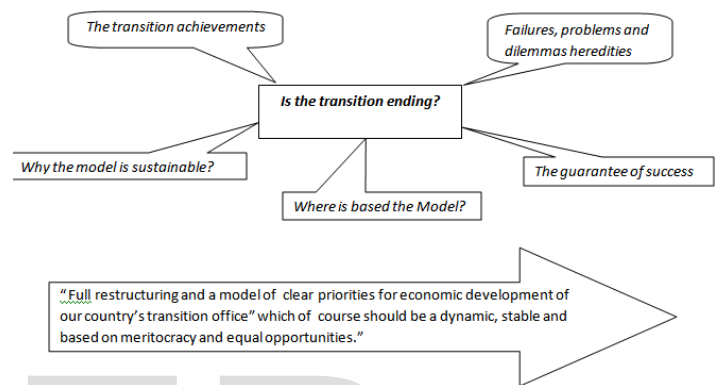 The transition achievements
Failures, problems and
dilemmas heredities
Is the transition ending?
Why the model is sustainable?
The guarantee of success
Where is based the Model?
“Full restructuring and a model of clear priorities for economic development of
our country’s transition office” which of course should be a dynamic, stable and
based on meritocracy and equal opportunities.”